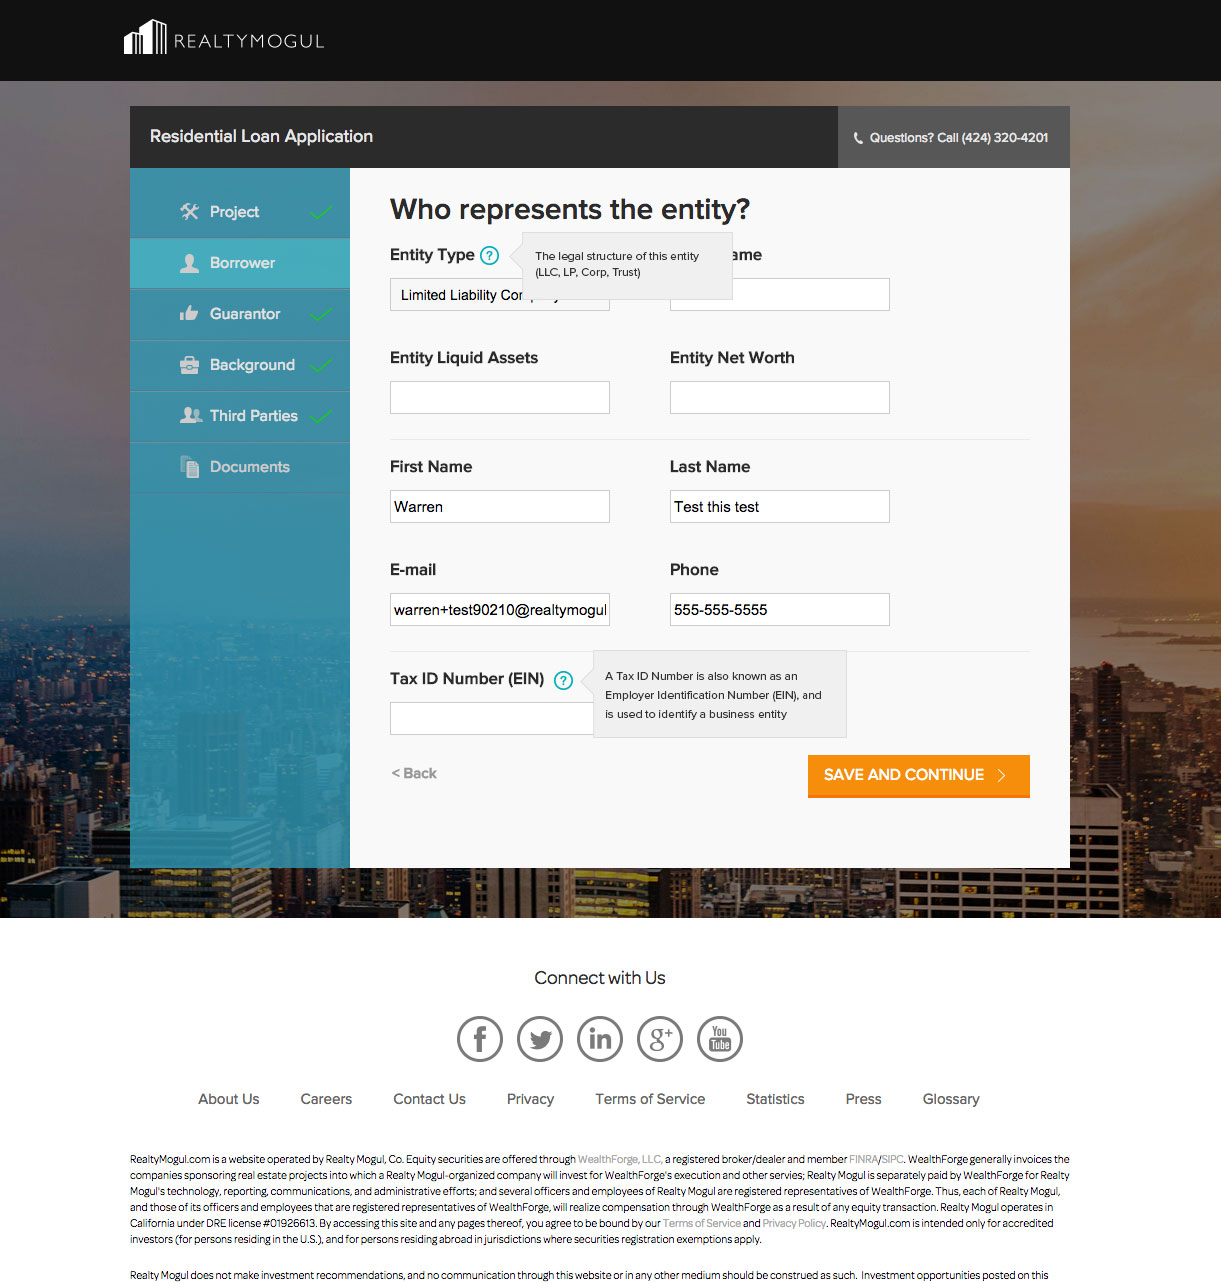 REALTYMOGUL
Residential Loan Application
Questions? Call (424) 320-4201
Project
Borrower
Guarantor
Background
Third Parties
Documents
Who represents the entity?
Entity Type ?
The legal structure of this entity
(LLC, LP, Corp, Trust)
ame
Limited Liability Com
Entity Liquid Assets
Entity Net Worth
First Name
Last Name
Warren
Test this test
E-mail
Phone
warren+test90210@realtymogul
555-555-5555
Tax ID Number (EIN) ?
A Tax ID Number is also known as an
Employer Identification Number (EIN), and
is used to identify a business entity
< Back
SAVE AND CONTINUE >
Connect with Us
f
in
g+
You
Tube
About Us Careers Contact Us Privacy Terms of Service Statistics Press Glossary
RealtyMogul.com is a website operated by Realty Mogul, Co. Equity securities are offered through WealthForge, LLC, a registered broker/dealer and member FINRA/SIPC. WealthForge generally invoices the
companies sponsoring real estate projects into which a Realty Mogul-organized company will invest for WealthForge's execution and other servies; Realty Mogul is separately paid by WealthForge for Realty
Mogul's technology, reporting, communications, and administrative efforts; and several officers and employees of Realty Mogul are registered representatives of WealthForge. Thus, each of Realty Mogul,
and those of its officers and employees that are registered representatives of WealthForge, will realize compensation through WealthForge as a result of any equity transaction. Realty Mogul operates in
California under DRE license #01926613. By accessing this site and any pages thereof, you agree to be bound by our Terms of Service and Privacy Policy. RealtyMogul.com is intended only for accredited
investors (for persons residing in the U.S.), and for persons residing abroad in jurisdictions where securities registration exemptions apply.
Realty Mogul does not make investment recommendations, and no communication through this website or in any other medium should be construed as such. Investment opportunities posted on this